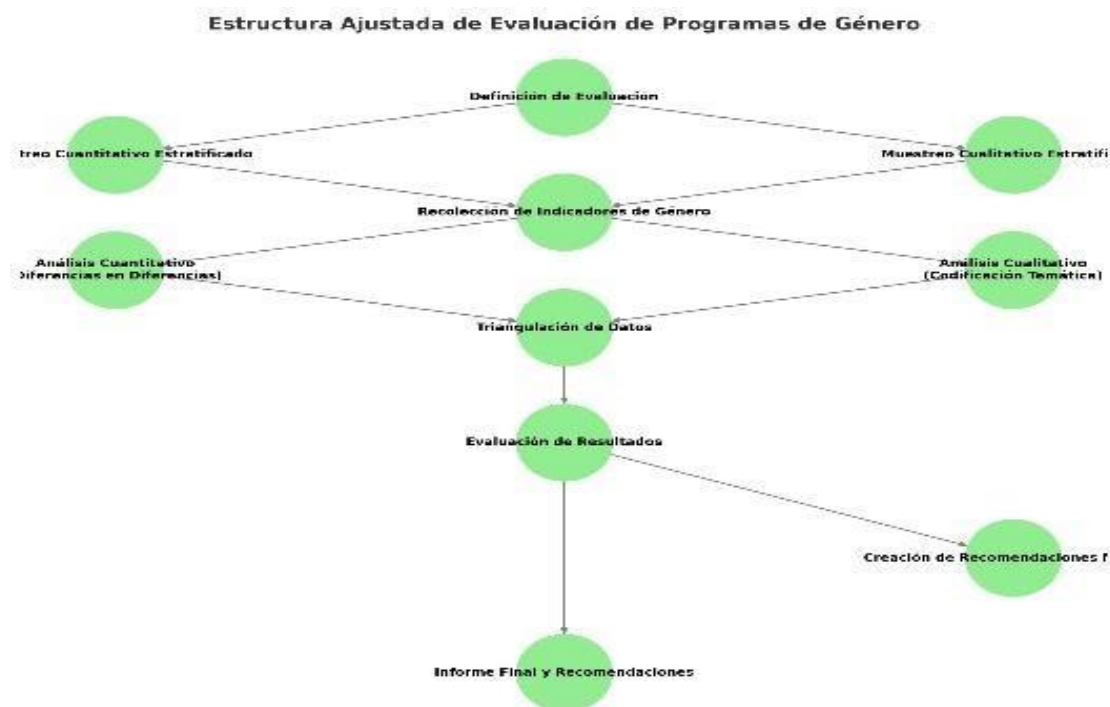 Estructura Ajustada de Evaluación de Programas de Género
Definición de Evaluación
Cuantitativo Estratificado
Muestreo Cualitativo
Recolección de Indicadores de Género
Análisis Cuantitativo
Diferencias en Diferencias)
Análisis Cualitativo
(Codificación Temática)
Triangulación de Datos
Evaluación de Resultados
Creación de Recomendaciones
Informe Final y Recomendaciones